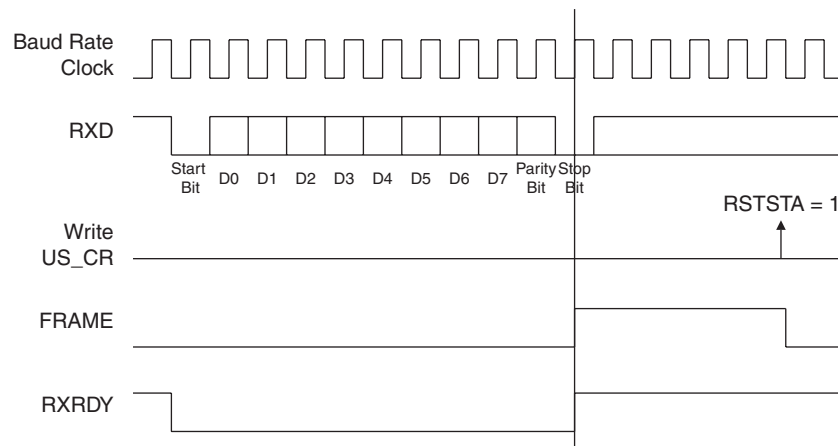 Baud Rate
Clock
RXD
Start
Bit
D0 D1 D2 D3 D4 D5 D6 D7
Parity
Bit
Stop
Bit
RSTSTA = 1
Write
US_CR
FRAME
RXRDY